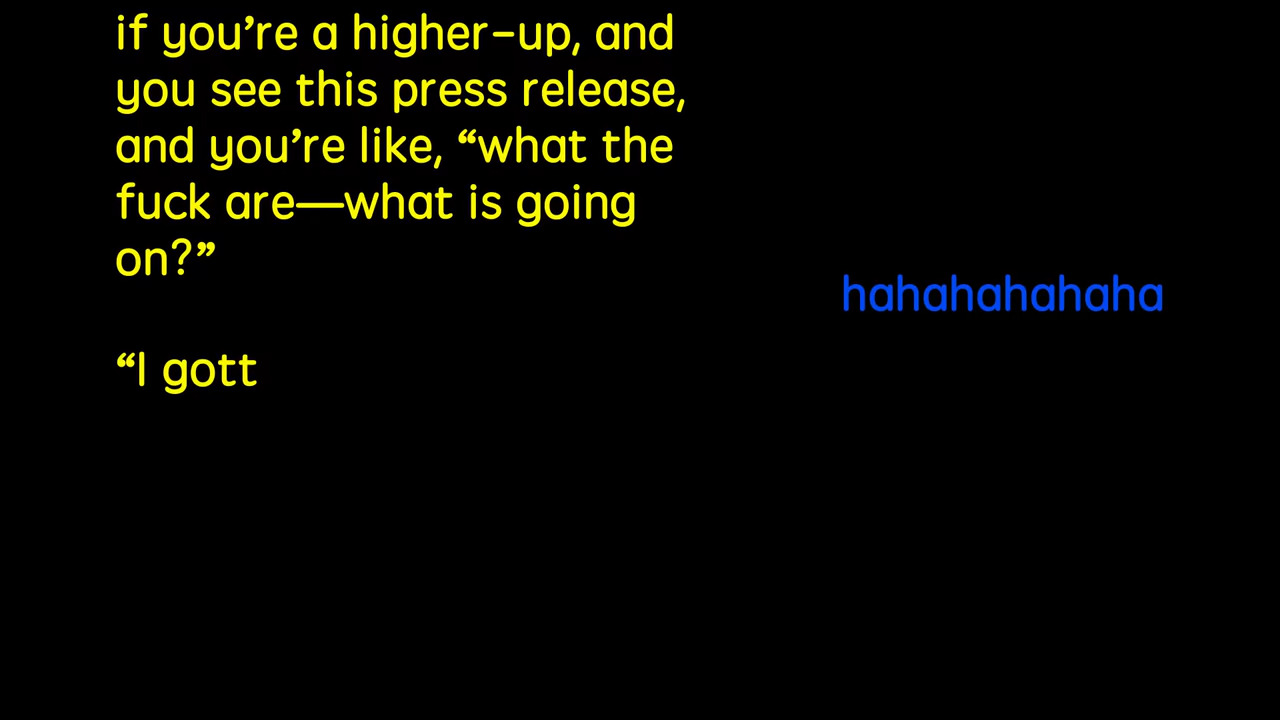 if you’re a higher-up, and
you see this press release,
and you’re like, “what the
fuck are—what is going
on?”
hahahahahaha
“I gott